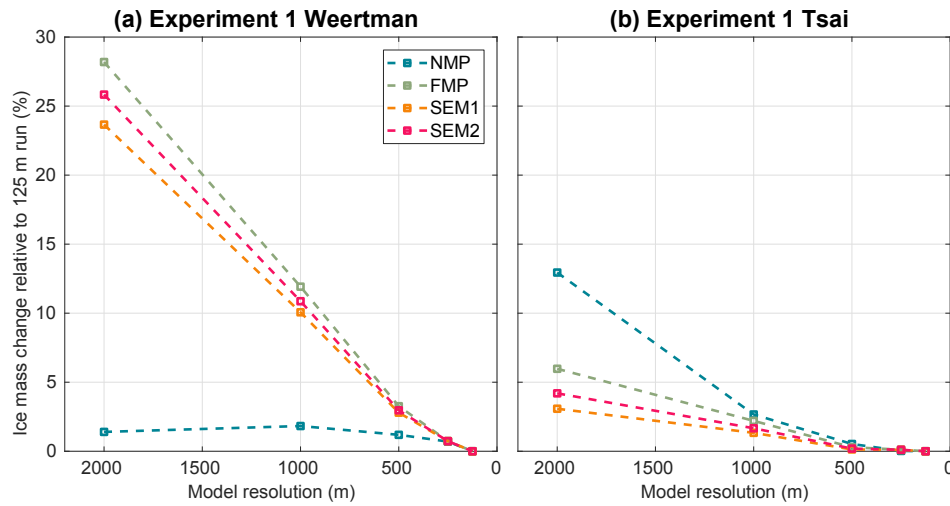 (a) Experiment 1 Weertman
(b) Experiment 1 Tsai
Ice mass change relative to 125 m run (%)
30
25
20
15
10
5
0
NMP
FMP
SEM1
SEM2
2000
1500
1000
500
0
Model resolution (m)
2000
1500
1000
500
0
Model resolution (m)